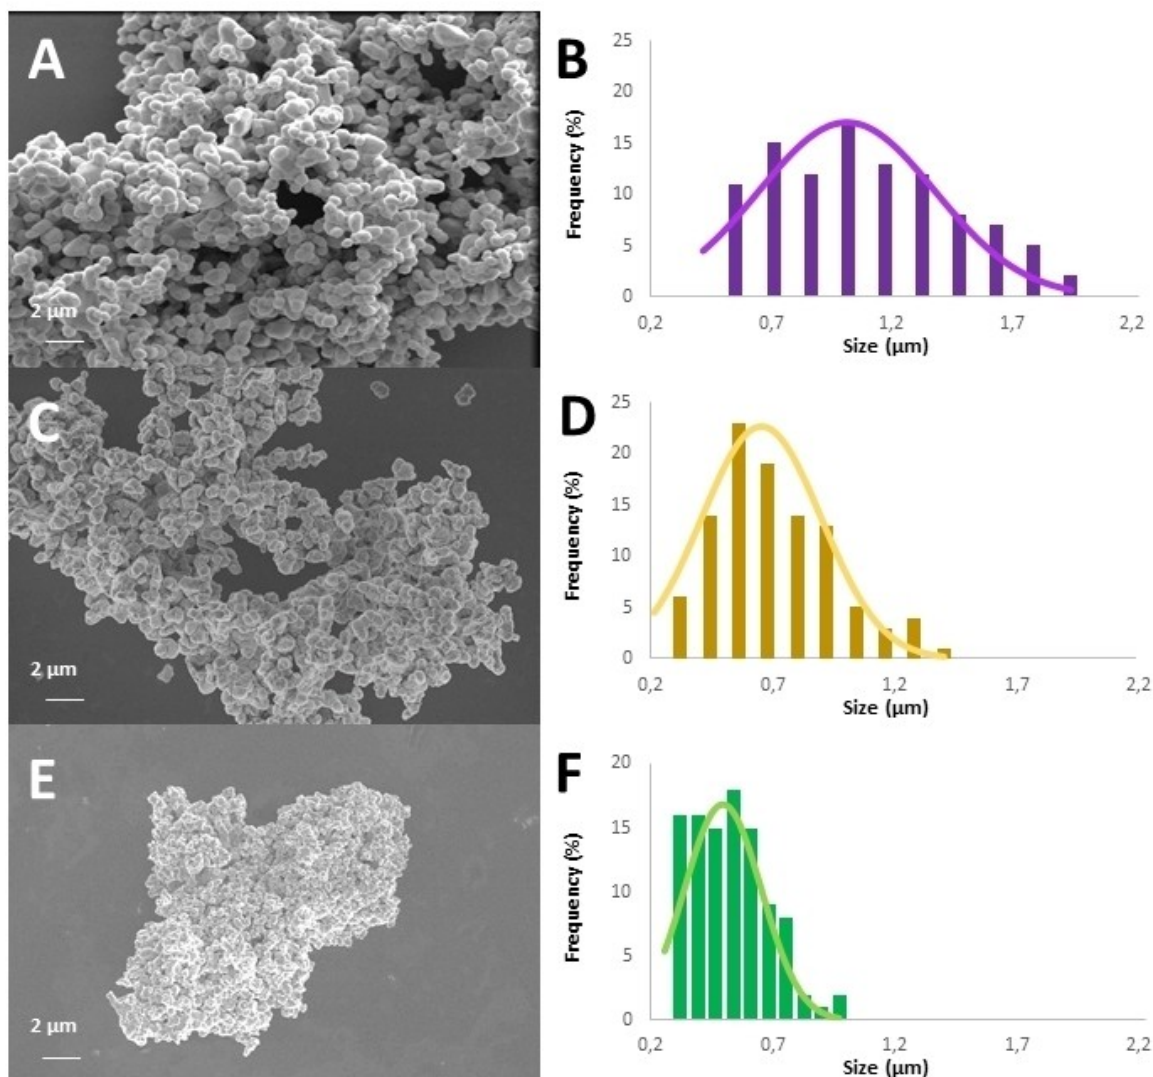 A
2 µm
B
Frequency (%)
25
20
15
10
5
0
0,2 0,7 1,2 1,7 2,2
Size (µm)
C
2 µm
D
Frequency (%)
25
20
15
10
5
0
0,2 0,7 1,2 1,7 2,2
Size (µm)
E
2 µm
F
Frequency (%)
20
15
10
5
0
0,2 0,7 1,2 1,7 2,2
Size (µm)